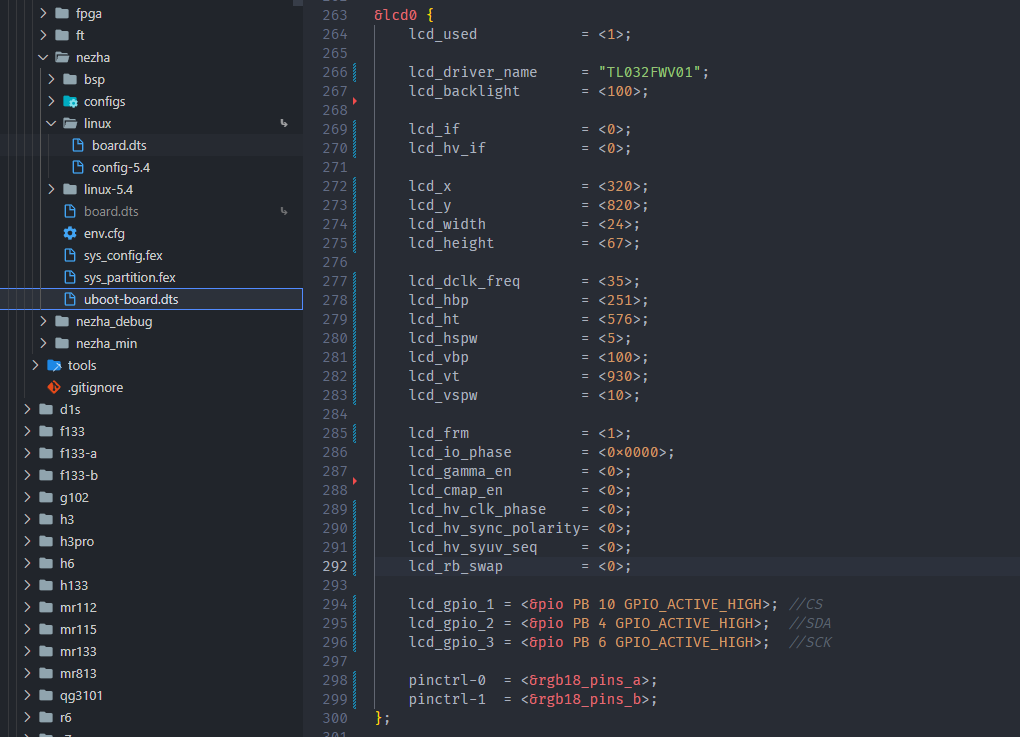 fpga
ft
nezha
bsp
configs
linux
board.dts
config-5.4
linux-5.4
board.dts
env.cfg
sys_config.fex
sys_partition.fex
uboot-board.dts
nezha_debug
nezha_min
tools
.gitignore
d1s
f133
f133-a
f133-b
g102
h3
h3pro
h6
h133
mr112
mr115
mr133
mr813
qg3101
r6
263 &lcd0 {
264 lcd_used = <1>;
265
266 lcd_driver_name = "TL032FWV01";
267 lcd_backlight = <100>;
268
269 lcd_if = <0>;
270 lcd_hv_if = <0>;
271
272 lcd_x = <320>;
273 lcd_y = <820>;
274 lcd_width = <24>;
275 lcd_height = <67>;
276
277 lcd_dclk_freq = <35>;
278 lcd_hbp = <251>;
279 lcd_ht = <576>;
280 lcd_hspw = <5>;
281 lcd_vbp = <100>;
282 lcd_vt = <930>;
283 lcd_vspw = <10>;
284
285 lcd_frm = <1>;
286 lcd_io_phase = <0x0000>;
287 lcd_gamma_en = <0>;
288 lcd_cmap_en = <0>;
289 lcd_hv_clk_phase = <0>;
290 lcd_hv_sync_polarity= <0>;
291 lcd_hv_syuv_seq = <0>;
292 lcd_rb_swap = <0>;
293
294 lcd_gpio_1 = <&pio PB 10 GPIO_ACTIVE_HIGH>; //CS
295 lcd_gpio_2 = <&pio PB 4 GPIO_ACTIVE_HIGH>; //SDA
296 lcd_gpio_3 = <&pio PB 6 GPIO_ACTIVE_HIGH>; //SCK
297
298 pinctrl-0 = <&rgb18_pins_a>;
299 pinctrl-1 = <&rgb18_pins_b>;
300 };